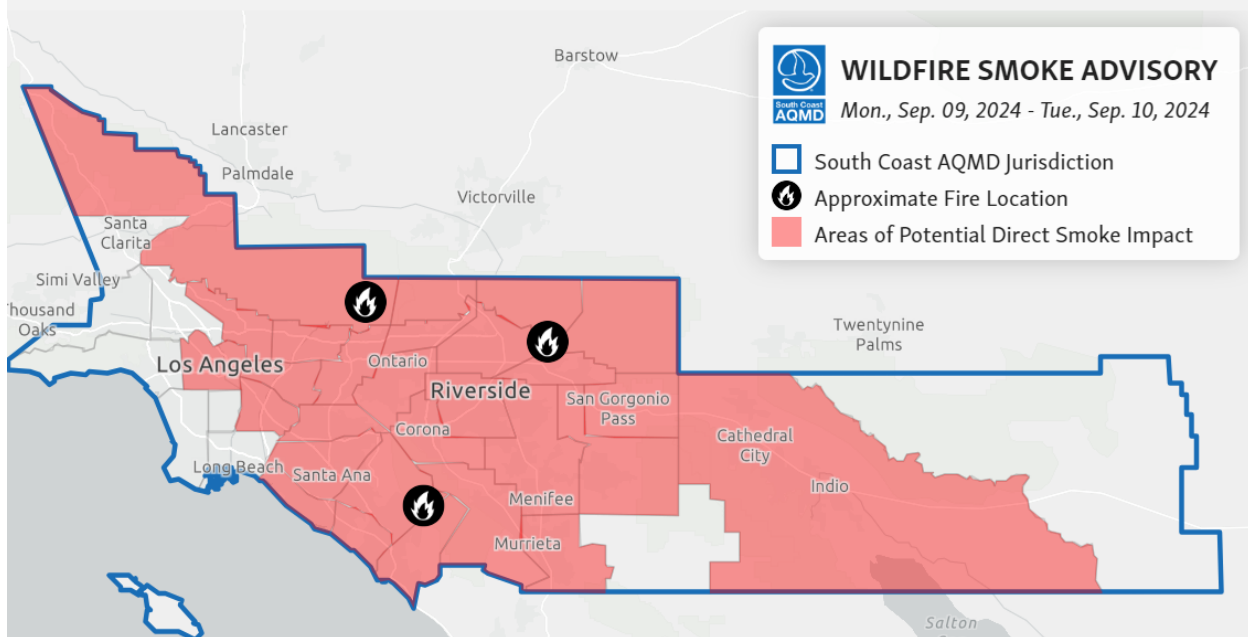 Barstow
WILDFIRE SMOKE ADVISORY
South Coast
AQMD
Mon., Sep. 09, 2024 - Tue., Sep. 10, 2024
South Coast AQMD Jurisdiction
Approximate Fire Location
Areas of Potential Direct Smoke Impact
Lancaster
Palmdale
Victorville
Santa
Clarita
Simi Valley
Thousand
Oaks
Twentynine
Palms
Los Angeles
Ontario
Riverside
San Gorgonio
Pass
Corona
Cathedral
City
Long Beach
Santa Ana
Indio
Menifee
Murrieta
Salton